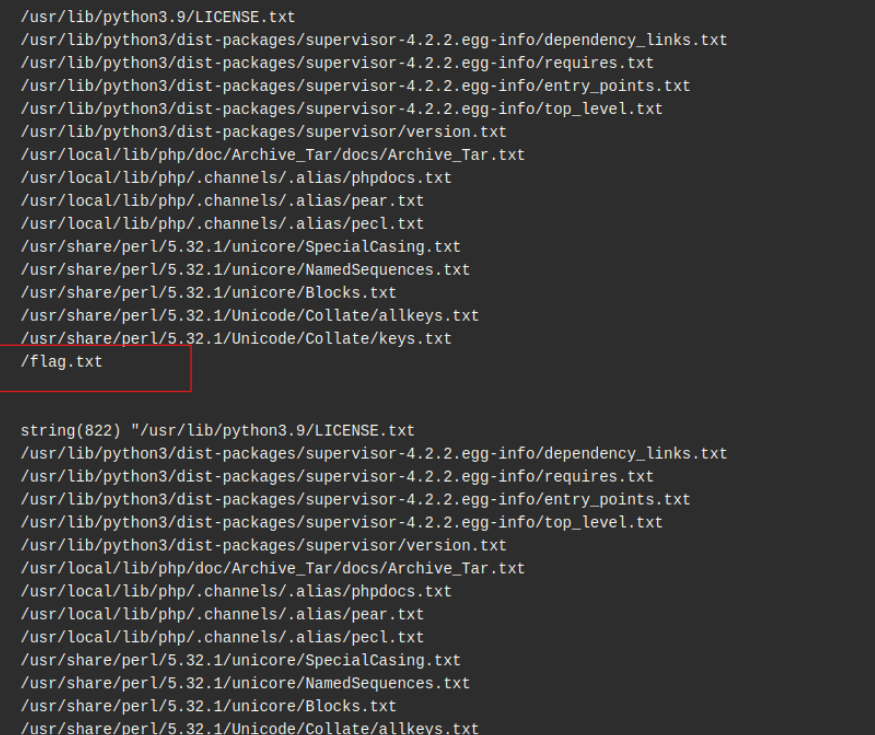 /usr/lib/python3.9/LICENSE.txt
/usr/lib/python3/dist-packages/supervisor-4.2.2.egg-info/dependency_links.txt
/usr/lib/python3/dist-packages/supervisor-4.2.2.egg-info/requires.txt
/usr/lib/python3/dist-packages/supervisor-4.2.2.egg-info/entry_points.txt
/usr/lib/python3/dist-packages/supervisor-4.2.2.egg-info/top_level.txt
/usr/lib/python3/dist-packages/supervisor/version.txt
/usr/local/lib/php/doc/Archive_Tar/docs/Archive_Tar.txt
/usr/local/lib/php/.channels/.alias/phpdocs.txt
/usr/local/lib/php/.channels/.alias/pear.txt
/usr/local/lib/php/.channels/.alias/pecl.txt
/usr/share/perl/5.32.1/unicore/SpecialCasing.txt
/usr/share/perl/5.32.1/unicore/NamedSequences.txt
/usr/share/perl/5.32.1/unicore/Blocks.txt
/usr/share/perl/5.32.1/Unicode/Collate/allkeys.txt
/usr/share/perl/5.32.1/Unicode/Collate/keys.txt
/flag.txt
string(822) "/usr/lib/python3.9/LICENSE.txt
/usr/lib/python3/dist-packages/supervisor-4.2.2.egg-info/dependency_links.txt
/usr/lib/python3/dist-packages/supervisor-4.2.2.egg-info/requires.txt
/usr/lib/python3/dist-packages/supervisor-4.2.2.egg-info/entry_points.txt
/usr/lib/python3/dist-packages/supervisor-4.2.2.egg-info/top_level.txt
/usr/lib/python3/dist-packages/supervisor/version.txt
/usr/local/lib/php/doc/Archive_Tar/docs/Archive_Tar.txt
/usr/local/lib/php/.channels/.alias/phpdocs.txt
/usr/local/lib/php/.channels/.alias/pear.txt
/usr/local/lib/php/.channels/.alias/pecl.txt
/usr/share/perl/5.32.1/unicore/SpecialCasing.txt
/usr/share/perl/5.32.1/unicore/NamedSequences.txt
/usr/share/perl/5.32.1/unicore/Blocks.txt
/usr/share/perl/5.32.1/Unicode/Collate/allkeys.txt